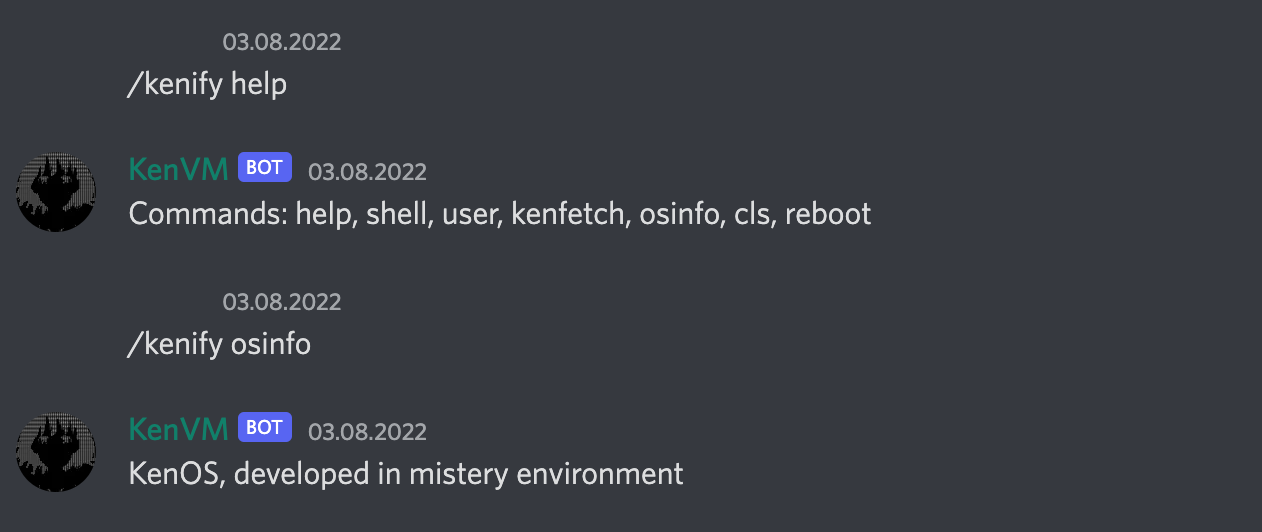 03.08.2022
/kenify help
KenVM BOT 03.08.2022
Commands: help, shell, user, kenfetch, osinfo, cls, reboot
03.08.2022
/kenify osinfo
KenVM BOT 03.08.2022
KenOS, developed in mistery environment